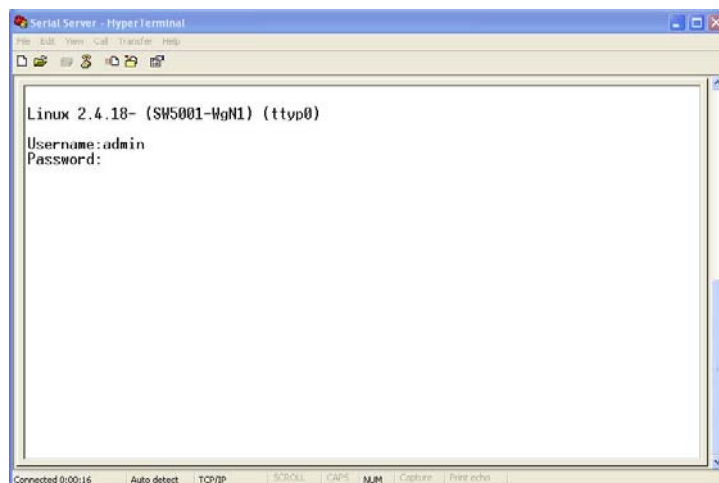 Serial Server - HyperTerminal
File Edit View Call Transfer Help
Linux 2.4.18- (SW5001-WgN1) (ttyp0)
Username:admin
Password:
Connected 0:00:16 Auto detect TCP/IP SCROLL CAPS NUM Capture Print echo